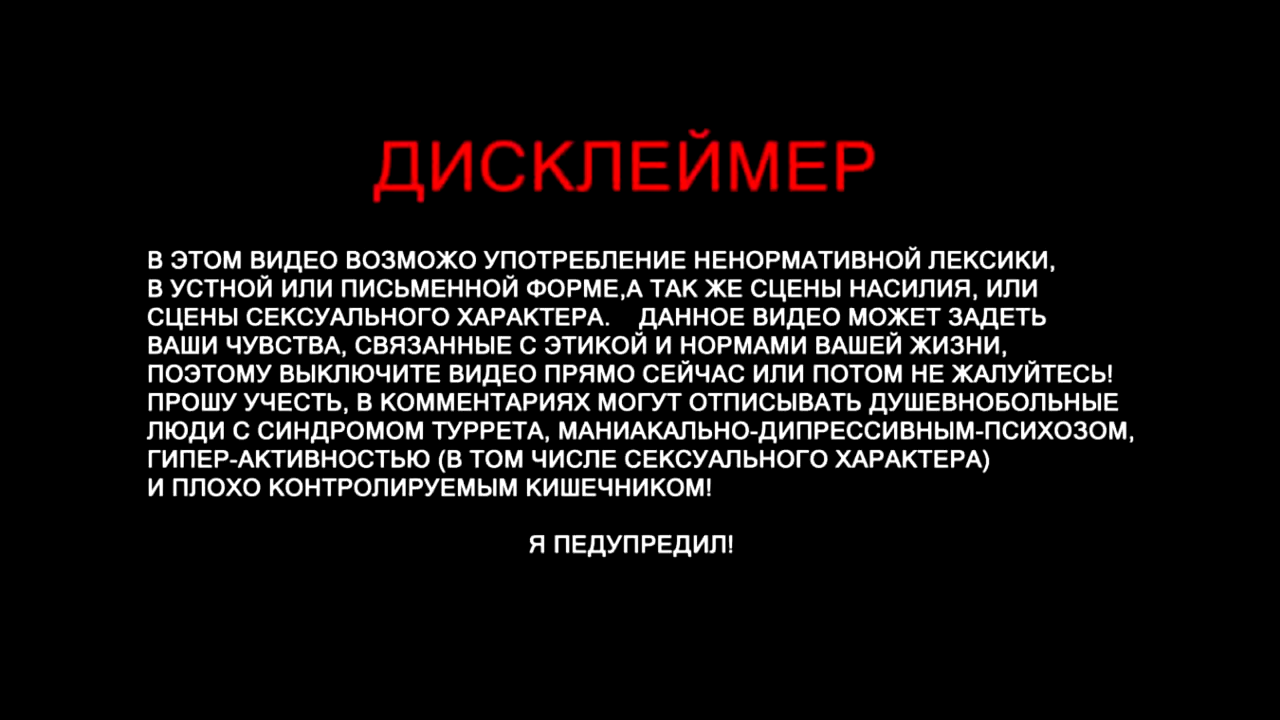 ДИСКЛЕЙМЕР
В ЭТОМ ВИДЕО ВОЗМОЖО УПОТРЕБЛЕНИЕ НЕНОРМАТИВНОЙ ЛЕКСИКИ,
В УСТНОЙ ИЛИ ПИСЬМЕННОЙ ФОРМЕ,А ТАК ЖЕ СЦЕНЫ НАСИЛИЯ, ИЛИ
СЦЕНЫ СЕКСУАЛЬНОГО ХАРАКТЕРА. ДАННОЕ ВИДЕО МОЖЕТ ЗАДЕТЬ
ВАШИ ЧУВСТВА, СВЯЗАННЫЕ С ЭТИКОЙ И НОРМАМИ ВАШЕЙ ЖИЗНИ,
ПОЭТОМУ ВЫКЛЮЧИТЕ ВИДЕО ПРЯМО СЕЙЧАС ИЛИ ПОТОМ НЕ ЖАЛУЙТЕСЬ!
ПРОШУ УЧЕСТЬ, В КОММЕНТАРИЯХ МОГУТ ОТПИСЫВАТЬ ДУШЕВНОБОЛЬНЫЕ
ЛЮДИ С СИНДРОМОМ ТУРРЕТА, МАНИАКАЛЬНО-ДИПРЕССИВНЫМ-ПСИХОЗОМ,
ГИПЕР-АКТИВНОСТЬЮ (В ТОМ ЧИСЛЕ СЕКСУАЛЬНОГО ХАРАКТЕРА)
И ПЛОХО КОНТРОЛИРУЕМЫМ КИШЕЧНИКОМ!
Я ПЕДУПРЕДИЛ!